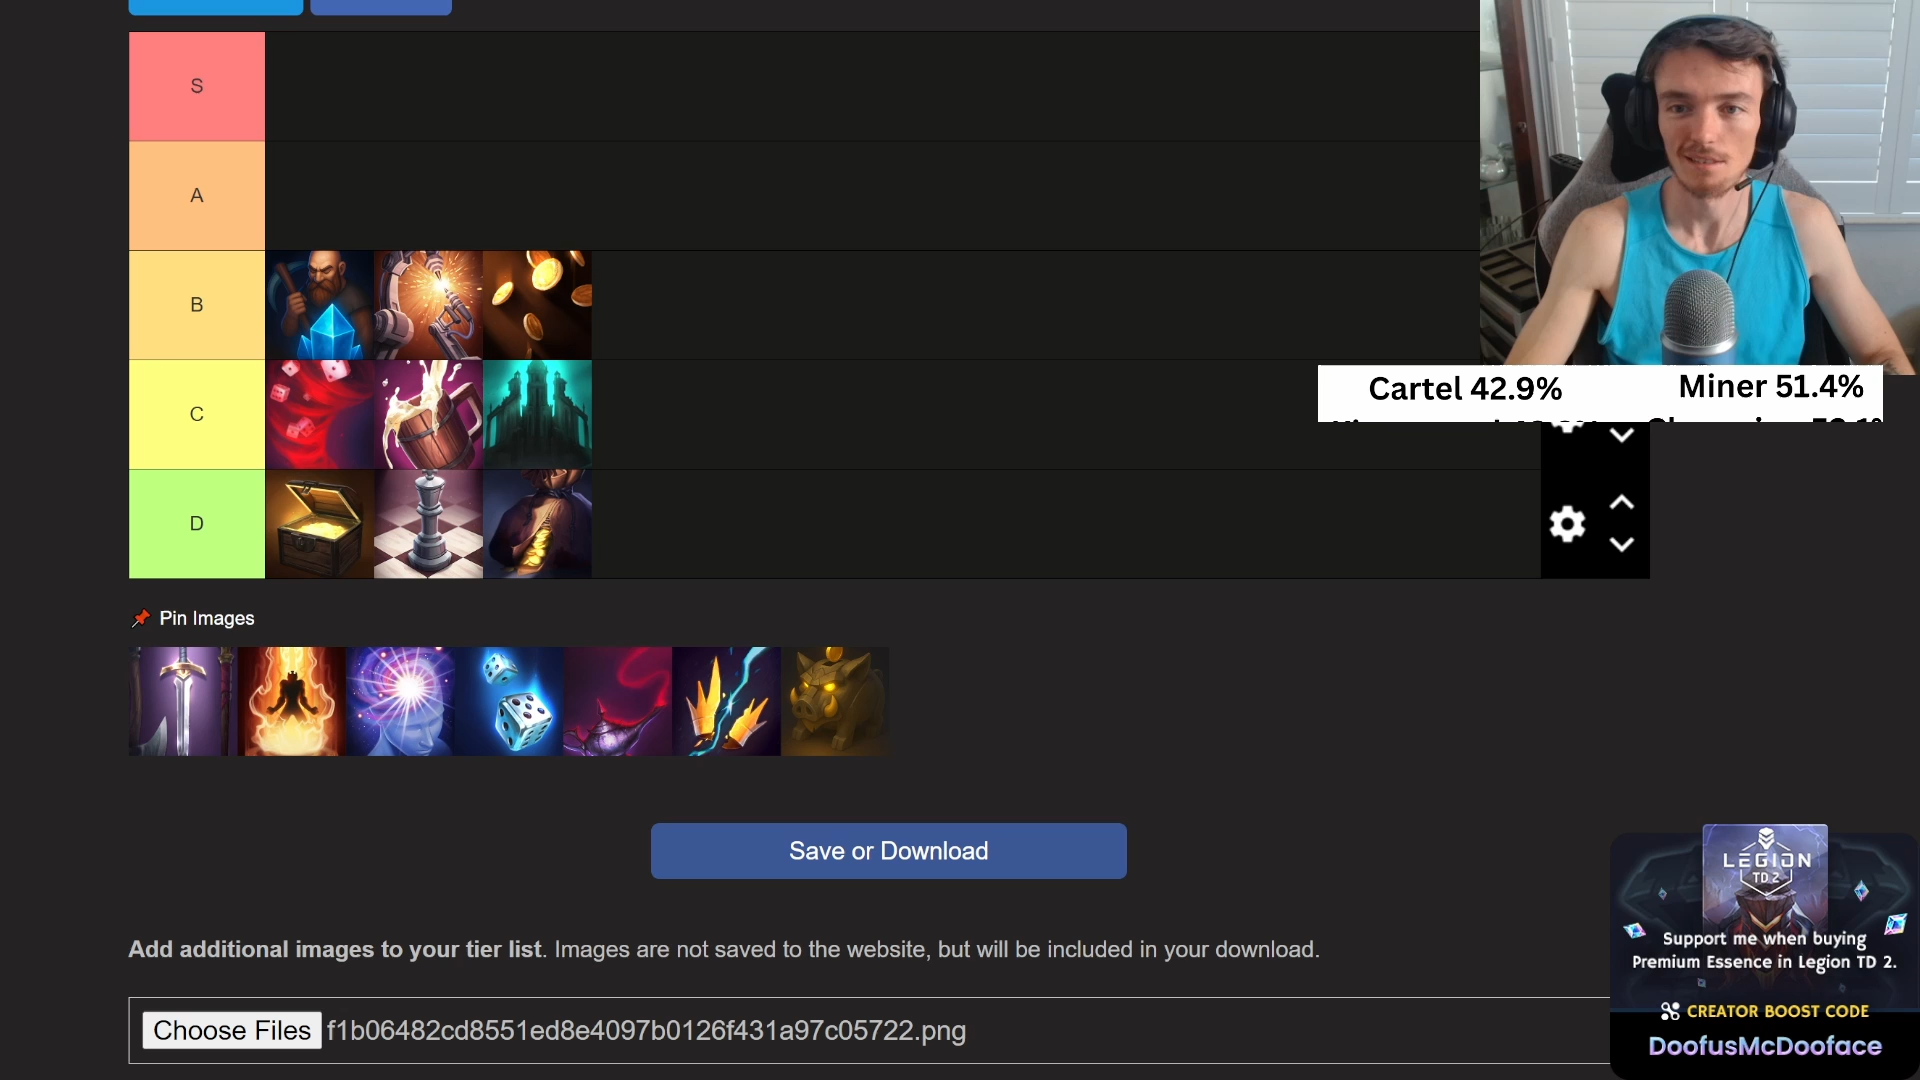 S
A
B
C
D
Cartel 42.9%
Miner 51.4%
Pin Images
Save or Download
Add additional images to your tier list. Images are not saved to the website, but will be included in your download.
Choose Files f1b06482cd8551ed8e4097b0126f431a97c05722.png
LEGION
TD 2
Support me when buying
Premium Essence in Legion TD 2.
CREATOR BOOST CODE
DoofusMcDooface